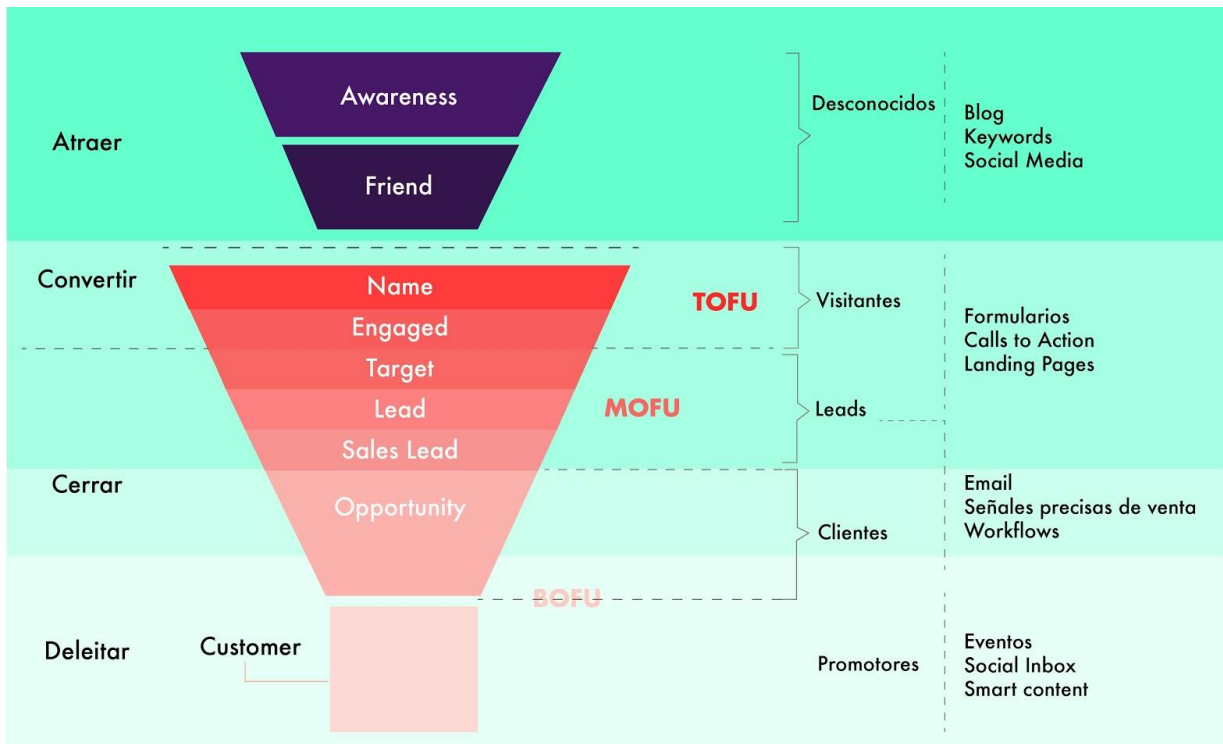 Atraer
Awareness
Friend
Desconocidos
Blog
Keywords
Social Media
Convertir
Name
Engaged
Target
Lead
Sales Lead
TOFU
MOFU
Visitantes
Leads
Formularios
Calls to Action
Landing Pages
Cerrar
Opportunity
Clientes
Email
Señales precisas de venta
Workflows
BOFU
Deleitar
Customer
Promotores
Eventos
Social Inbox
Smart content